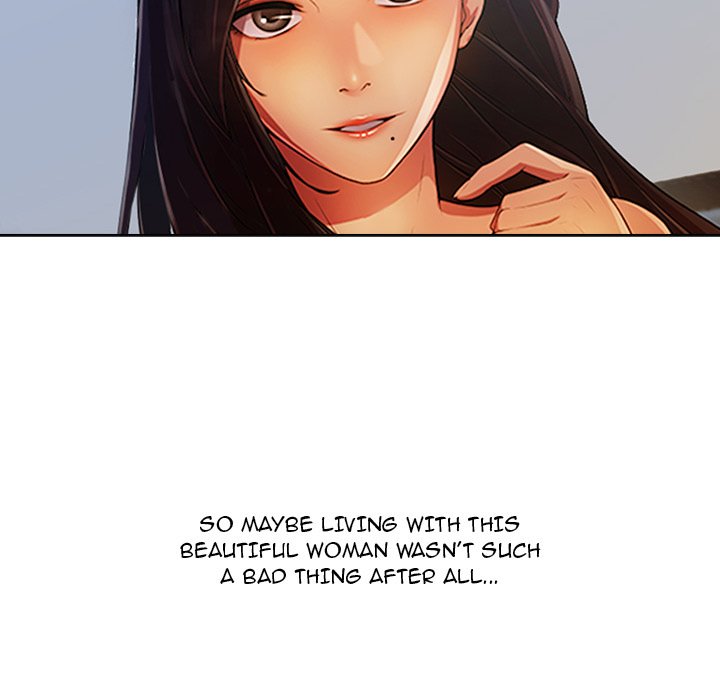 SO MAYBE LIVING WITH THIS
BEAUTIFUL WOMAN WASN'T SUCH
A BAD THING AFTER ALL...